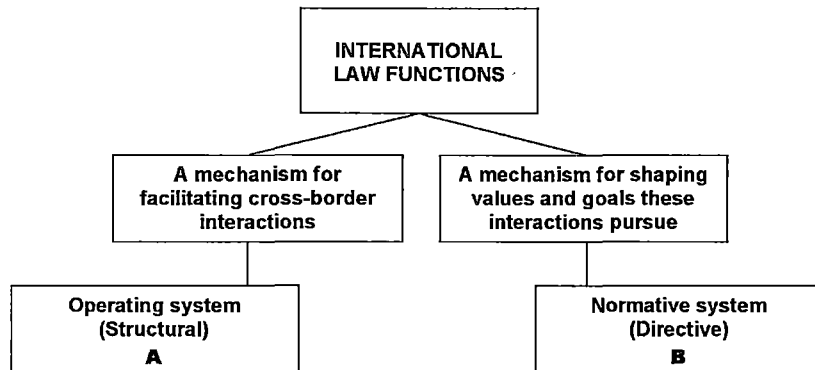 INTERNATIONAL
LAW FUNCTIONS
A mechanism for
facilitating cross-border
interactions
A mechanism for shaping
values and goals these
interactions pursue
Operating system
(Structural)
A
Normative system
(Directive)
B